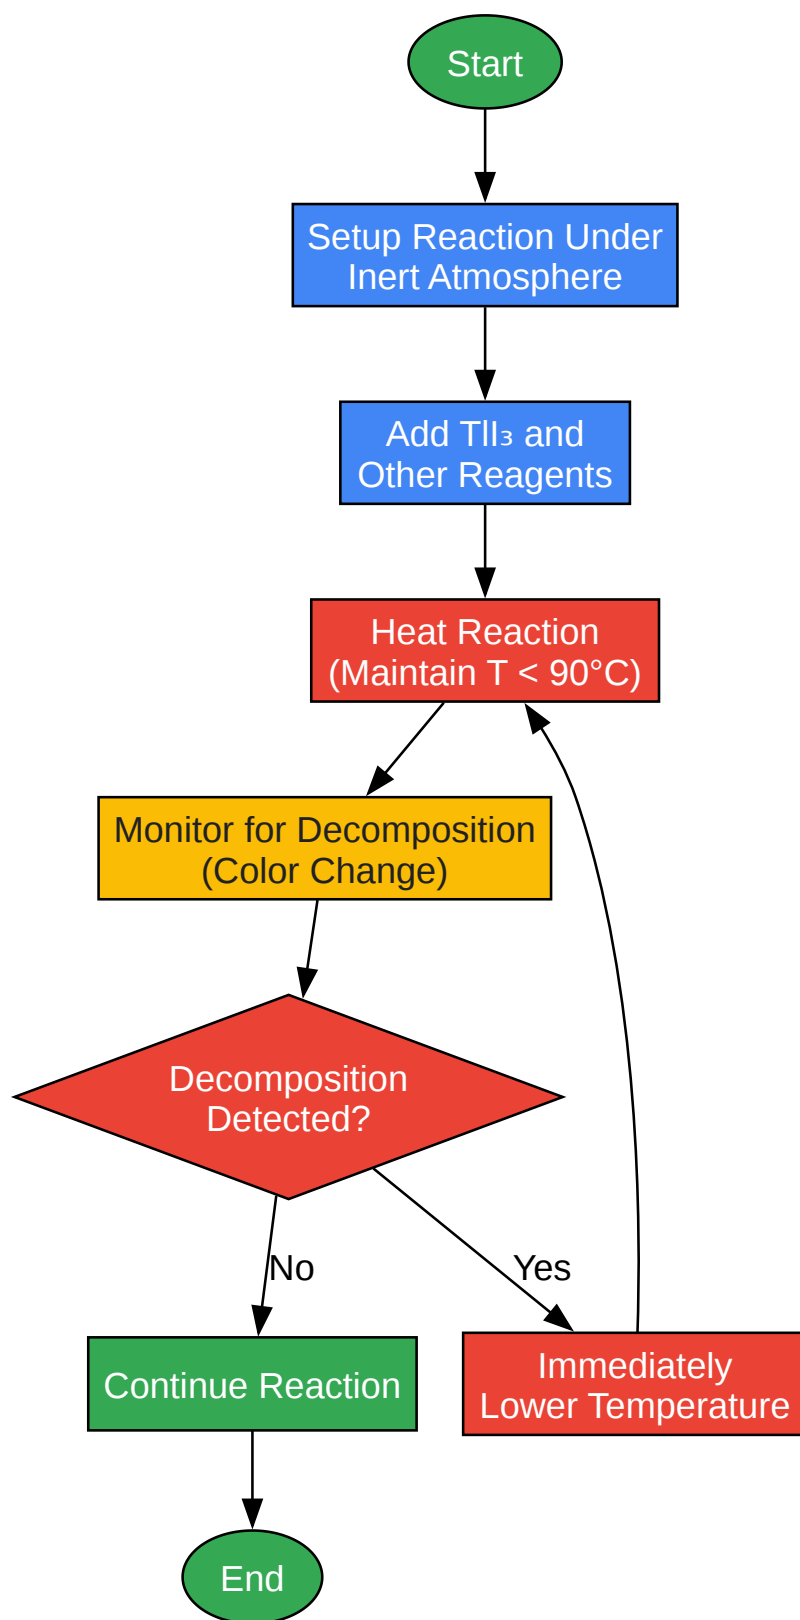 Start
Setup Reaction Under
Inert Atmosphere
Add TlI₃ and
Other Reagents
Heat Reaction
(Maintain T < 90°C)
Monitor for Decomposition
(Color Change)
Decomposition
Detected?
No
Yes
Continue Reaction
Immediately
Lower Temperature
End